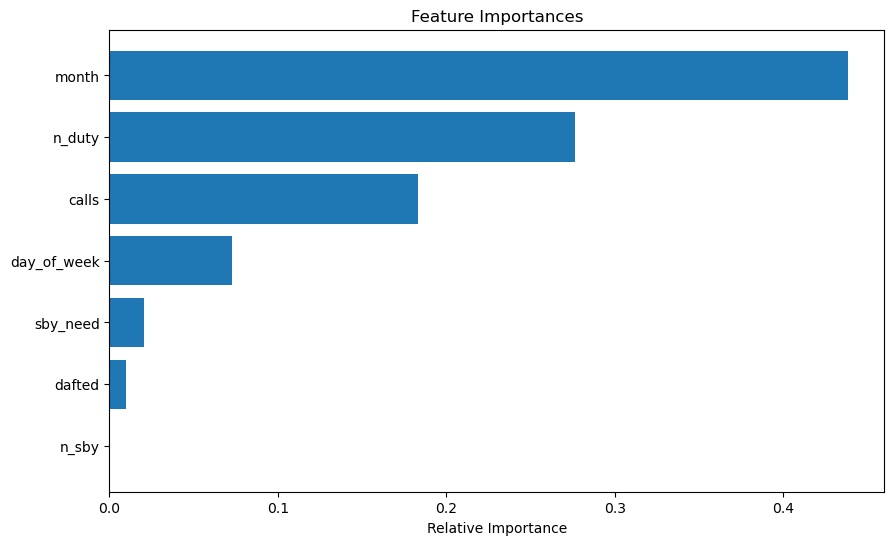 Feature Importances
month
n_duty
calls
day_of_week
sby_need
dafted
n_sby
0.0 0.1 0.2 0.3 0.4
Relative Importance